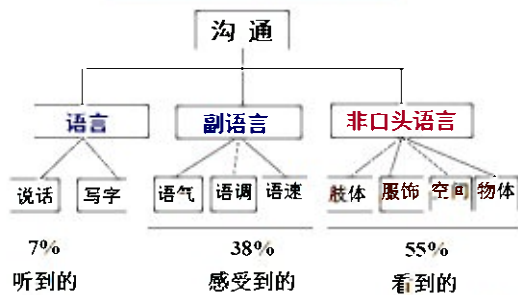 沟通
语言 副语言 非口头语言
说话 写字 语气 语调 语速 肢体 服饰 空间 物体
7% 38% 55%
听到的 感受到的 看到的